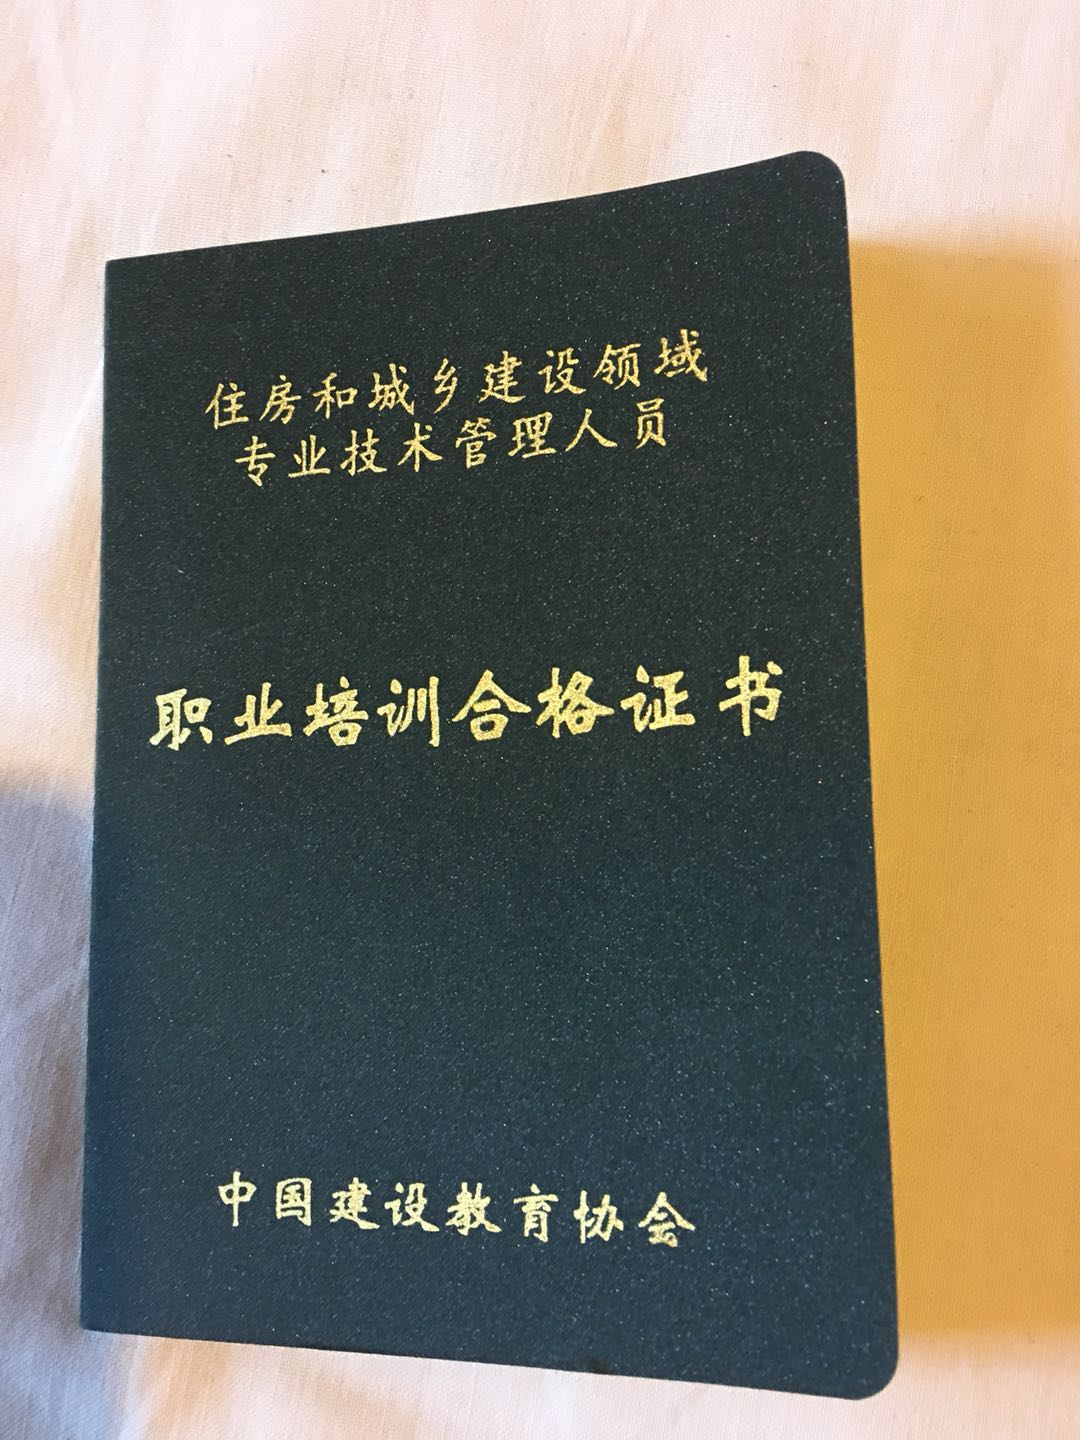 住房和城乡建设领域
专业技术管理人员
职业培训合格证书
中国建设教育协会